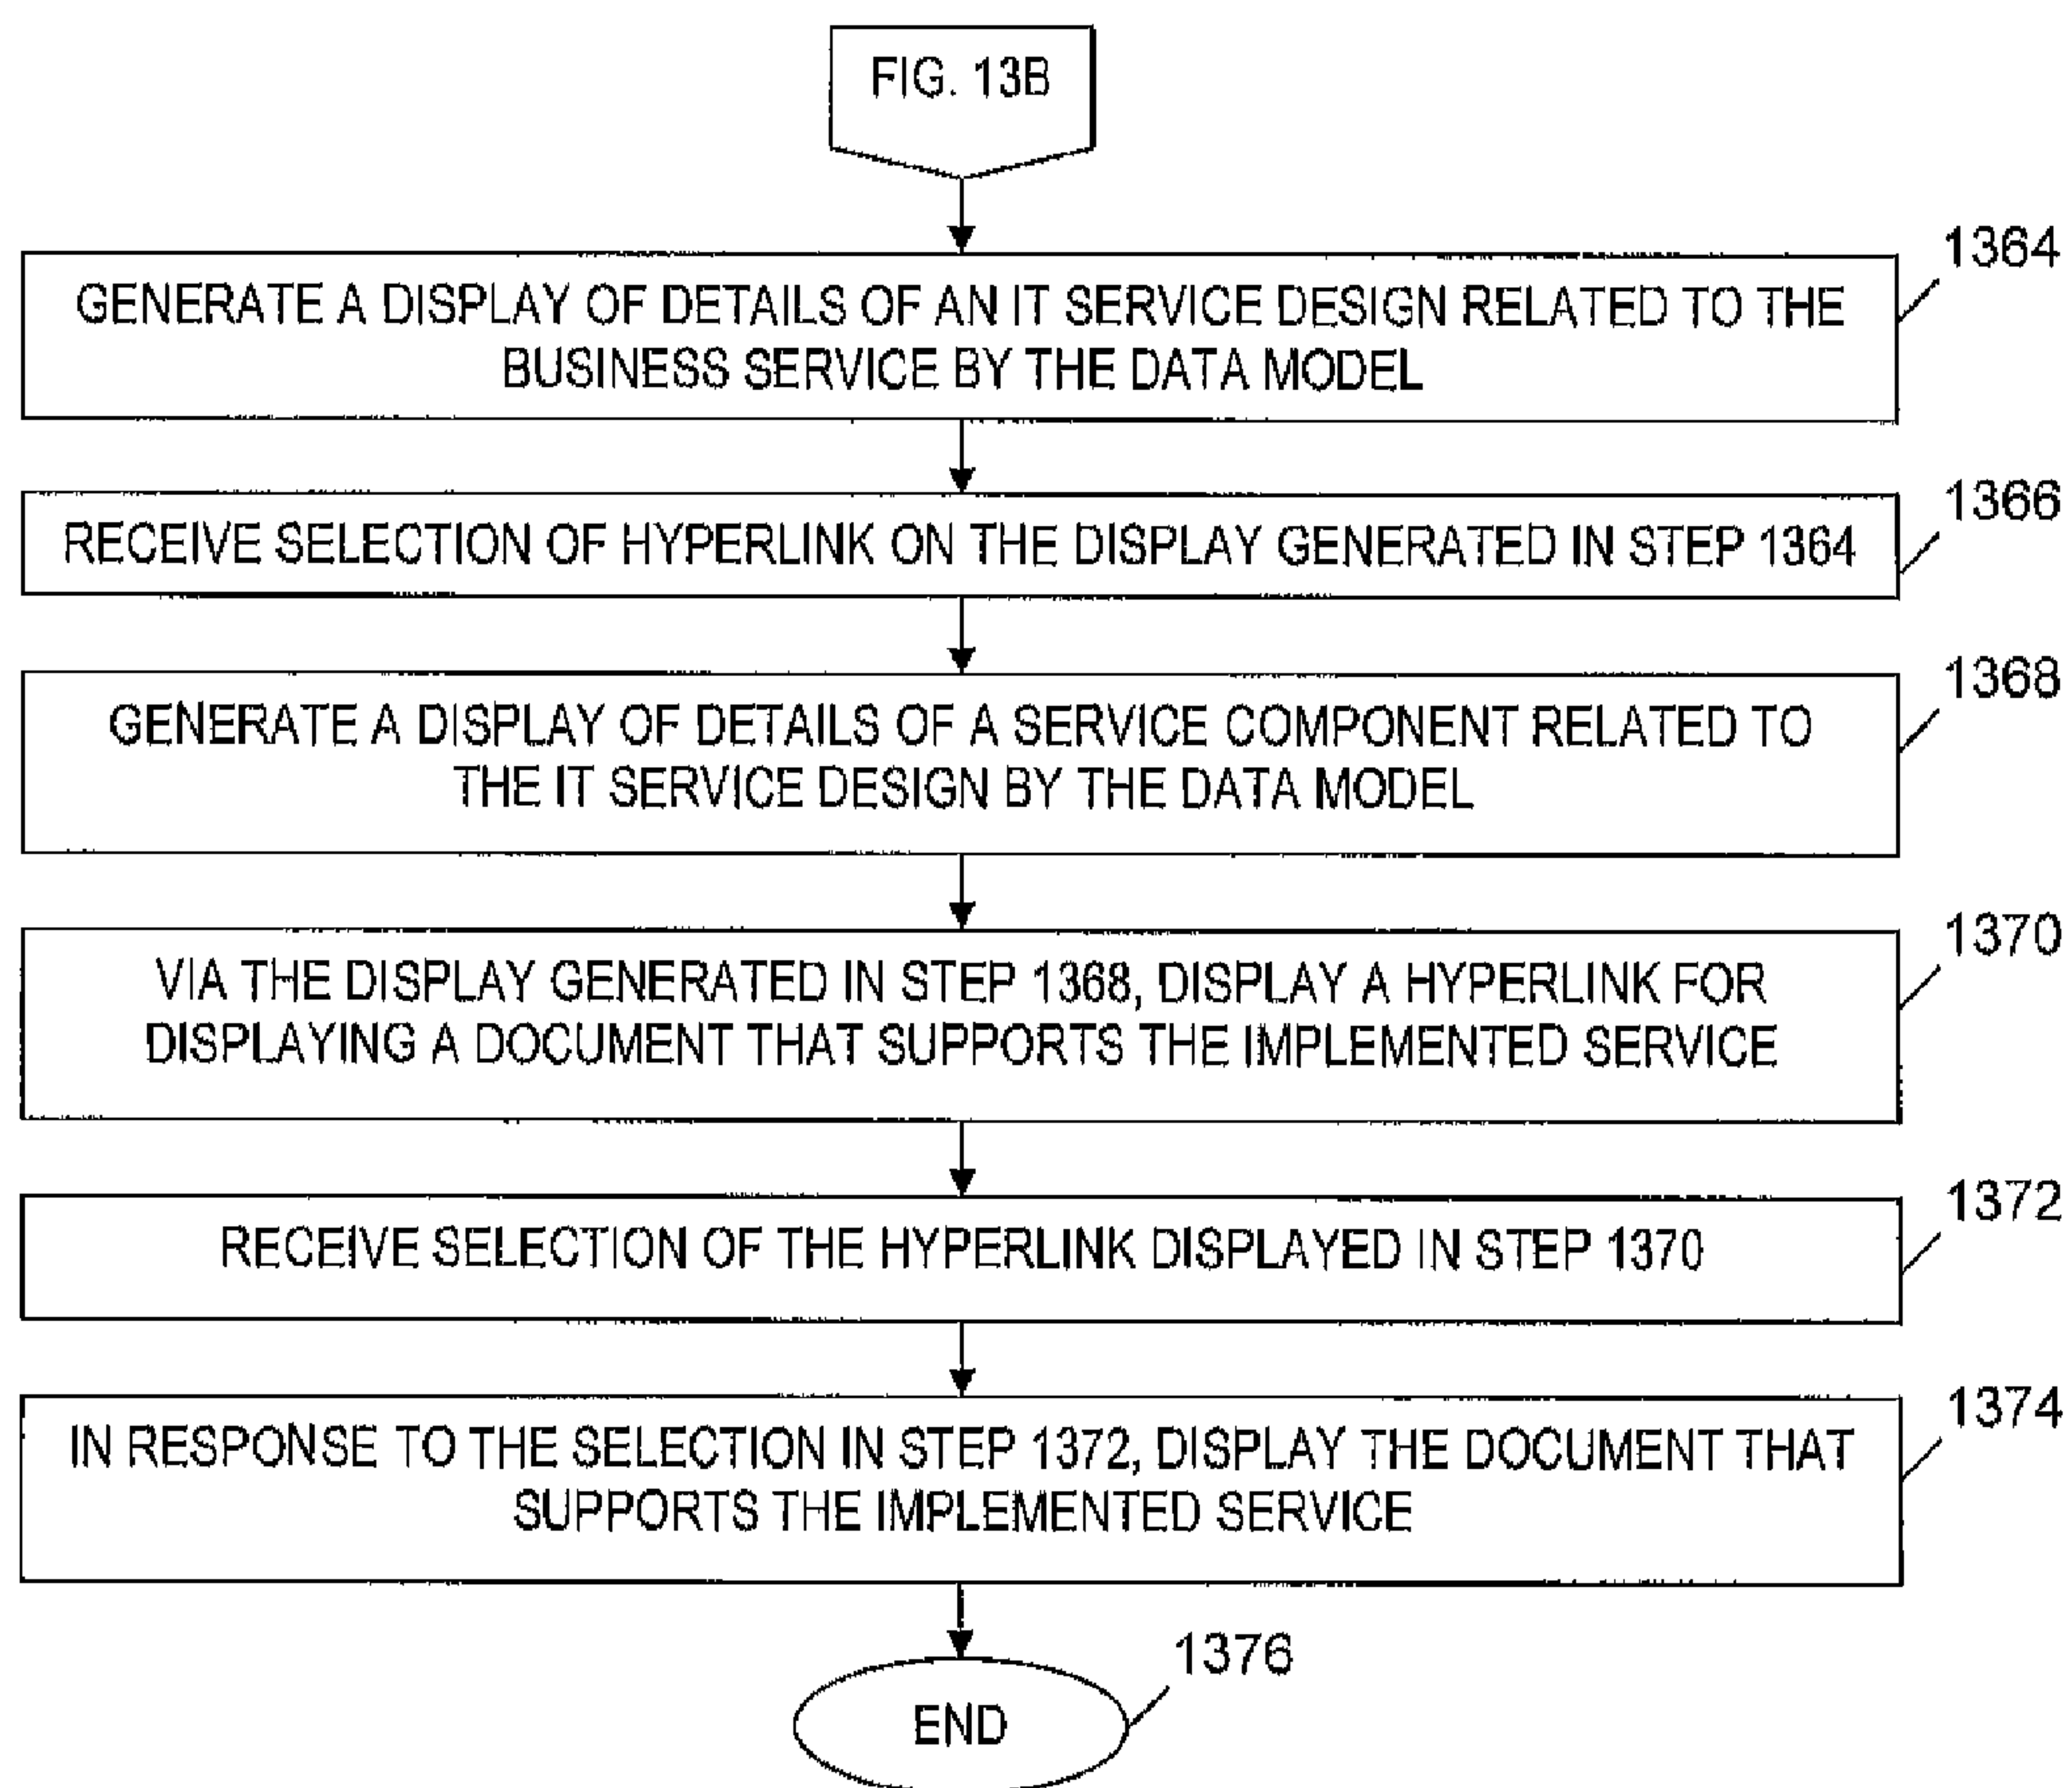 FIG. 13B
1364
GENERATE A DISPLAY OF DETAILS OF AN IT SERVICE DESIGN RELATED TO THE
BUSINESS SERVICE BY THE DATA MODEL
1366
RECEIVE SELECTION OF HYPERLINK ON THE DISPLAY GENERATED IN STEP 1364
1368
GENERATE A DISPLAY OF DETAILS OF A SERVICE COMPONENT RELATED TO
THE IT SERVICE DESIGN BY THE DATA MODEL
1370
VIA THE DISPLAY GENERATED IN STEP 1368, DISPLAY A HYPERLINK FOR
DISPLAYING A DOCUMENT THAT SUPPORTS THE IMPLEMENTED SERVICE
1372
RECEIVE SELECTION OF THE HYPERLINK DISPLAYED IN STEP 1370
1374
IN RESPONSE TO THE SELECTION IN STEP 1372, DISPLAY THE DOCUMENT THAT
SUPPORTS THE IMPLEMENTED SERVICE
1376
END